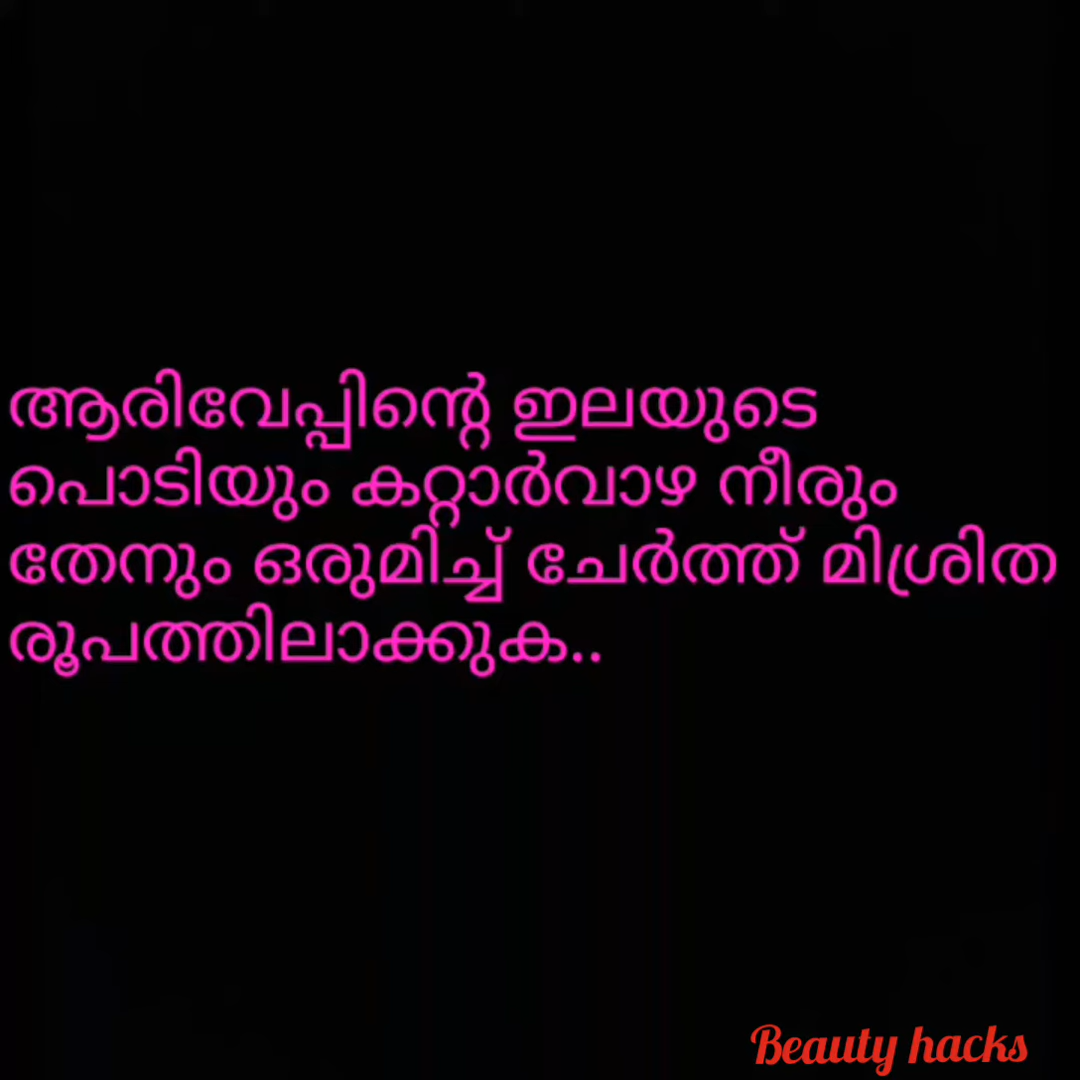 ആരിവേപ്പിന്റെ ഇലയുടെ
പൊടിയും കറ്റാർവാഴ നീരും
തേനും ഒരുമിച്ച് ചേർത്ത് മിശ്രിത
രൂപത്തിലാക്കുക..
Beauty hacks